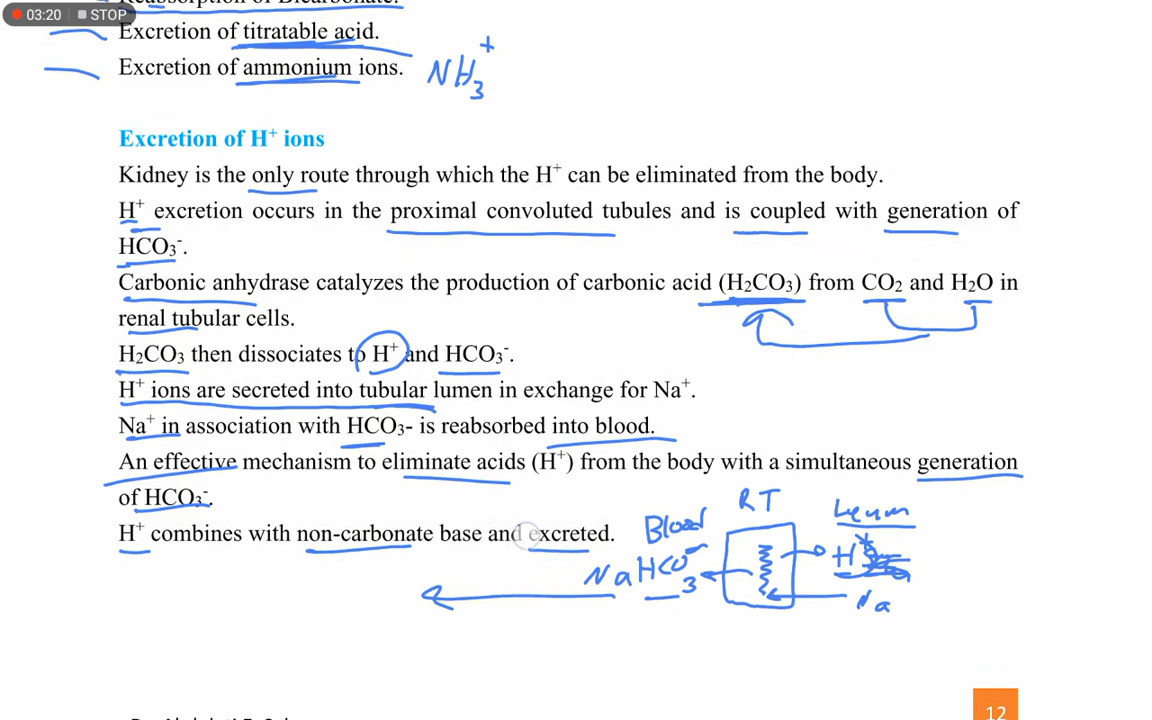 Reabsorption of Bicarbonate.
03:20 STOP
Excretion of titratable acid.
Excretion of ammonium ions. NH₃⁺
Excretion of H⁺ ions
Kidney is the only route through which the H⁺ can be eliminated from the body.
H⁺ excretion occurs in the proximal convoluted tubules and is coupled with generation of
HCO₃⁻.
Carbonic anhydrase catalyzes the production of carbonic acid (H₂CO₃) from CO₂ and H₂O in
renal tubular cells.
H₂CO₃ then dissociates to H⁺ and HCO₃⁻.
H⁺ ions are secreted into tubular lumen in exchange for Na⁺.
Na⁺ in association with HCO₃- is reabsorbed into blood.
An effective mechanism to eliminate acids (H⁺) from the body with a simultaneous generation
of HCO₃⁻.
RT
H⁺ combines with non-carbonate base and excreted. Blood
NaHCO₃⁻ H
Na
12